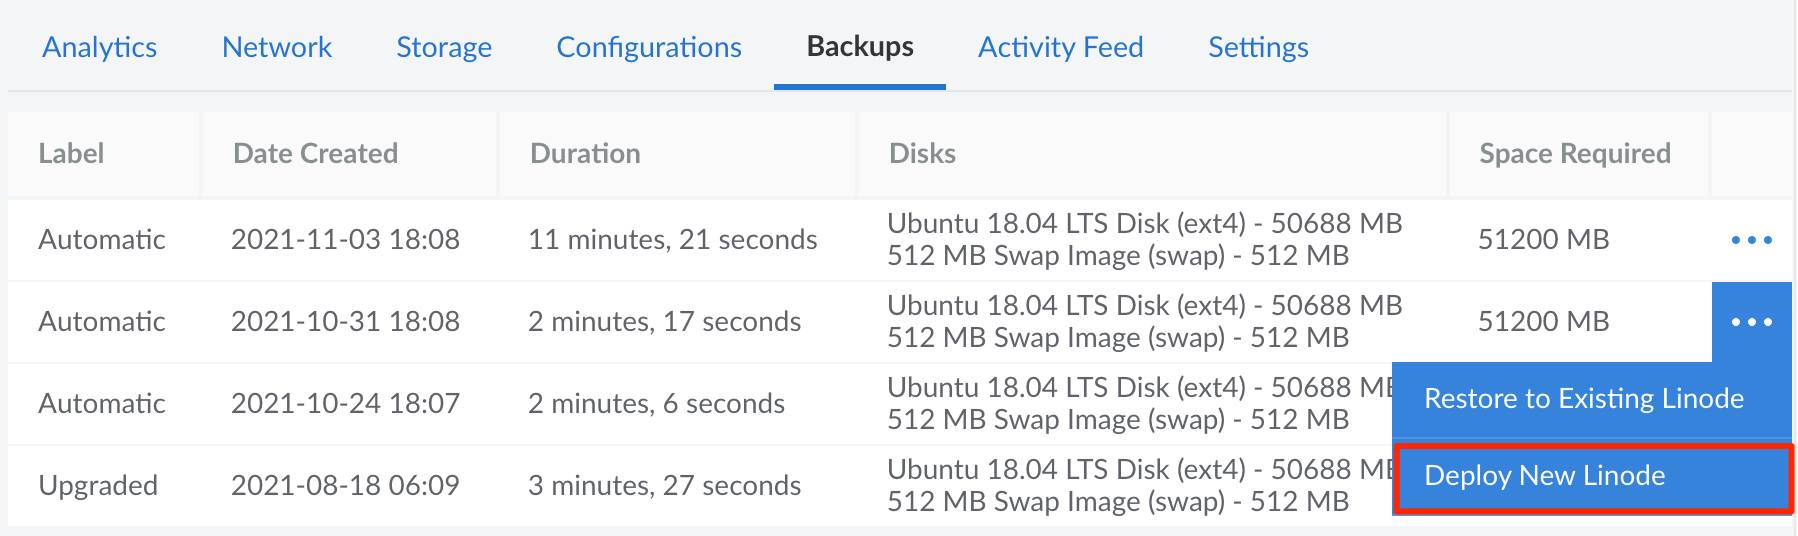 Analytics Network Storage Configurations Backups Activity Feed Settings
Label Date Created Duration Disks Space Required
Automatic 2021-11-03 18:08 11 minutes, 21 seconds Ubuntu 18.04 LTS Disk (ext4) - 50688 MB 51200 MB
512 MB Swap Image (swap) - 512 MB
Automatic 2021-10-31 18:08 2 minutes, 17 seconds Ubuntu 18.04 LTS Disk (ext4) - 50688 MB 51200 MB
512 MB Swap Image (swap) - 512 MB
Automatic 2021-10-24 18:07 2 minutes, 6 seconds Ubuntu 18.04 LTS Disk (ext4) - 50688 M
512 MB Swap Image (swap) - 512 MB
Restore to Existing Linode
Upgraded 2021-08-18 06:09 3 minutes, 27 seconds Ubuntu 18.04 LTS Disk (ext4) - 50688 M
512 MB Swap Image (swap) - 512 MB
Deploy New Linode